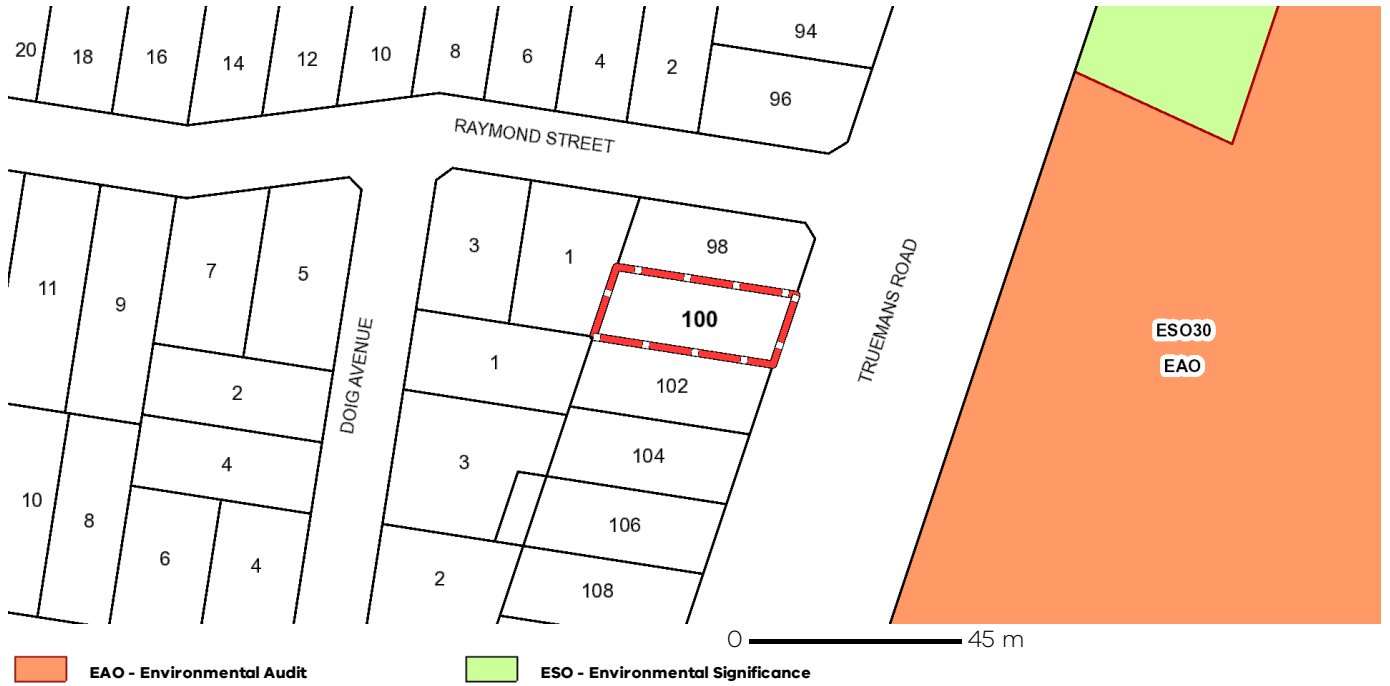 20 18 16 14 12 10 8 6 4 2 94
96
RAYMOND STREET
11 9 7 5 3 1 98
100
TRUEMANS ROAD
ESO30
EAO
DOIG AVENUE
2 1 102
4 3 104
10 8 106
6 4 2 108
0 45 m
EAO - Environmental Audit
ESO - Environmental Significance